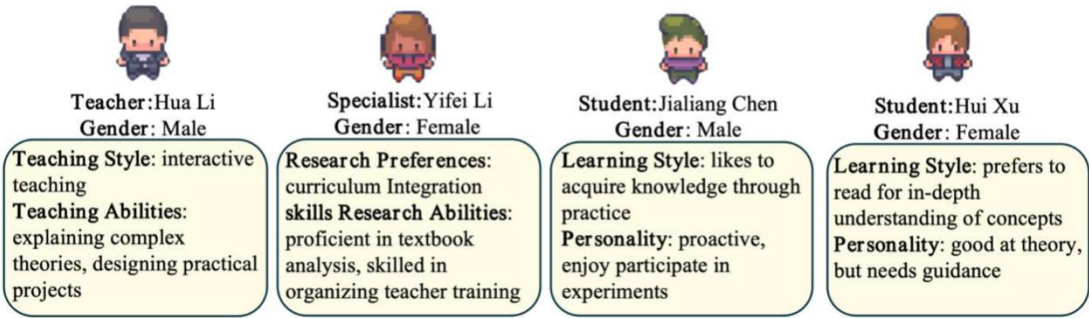 Teacher:Hua Li
Gender: Male
Teaching Style: interactive
teaching
Teaching Abilities:
explaining complex
theories, designing practical
projects
Specialist:Yifei Li
Gender: Female
Research Preferences:
curriculum Integration
skills Research Abilities:
proficient in textbook
analysis, skilled in
organizing teacher training
Student:Jialiang Chen
Gender: Male
Learning Style: likes to
acquire knowledge through
practice
Personality: proactive,
enjoy participate in
experiments
Student:Hui Xu
Gender: Female
Learning Style: prefers to
read for in-depth
understanding of concepts
Personality: good at theory,
but needs guidance